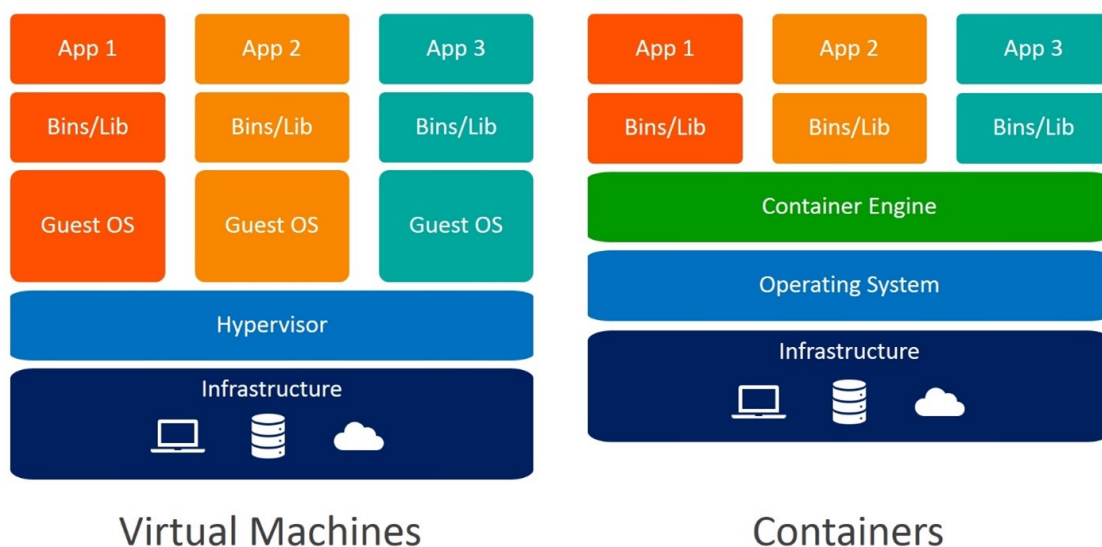 App 1
App 2
App 3
Bins/Lib
Bins/Lib
Bins/Lib
Guest OS
Guest OS
Guest OS
Hypervisor
Infrastructure
Virtual Machines
App 1
App 2
App 3
Bins/Lib
Bins/Lib
Bins/Lib
Container Engine
Operating System
Infrastructure
Containers